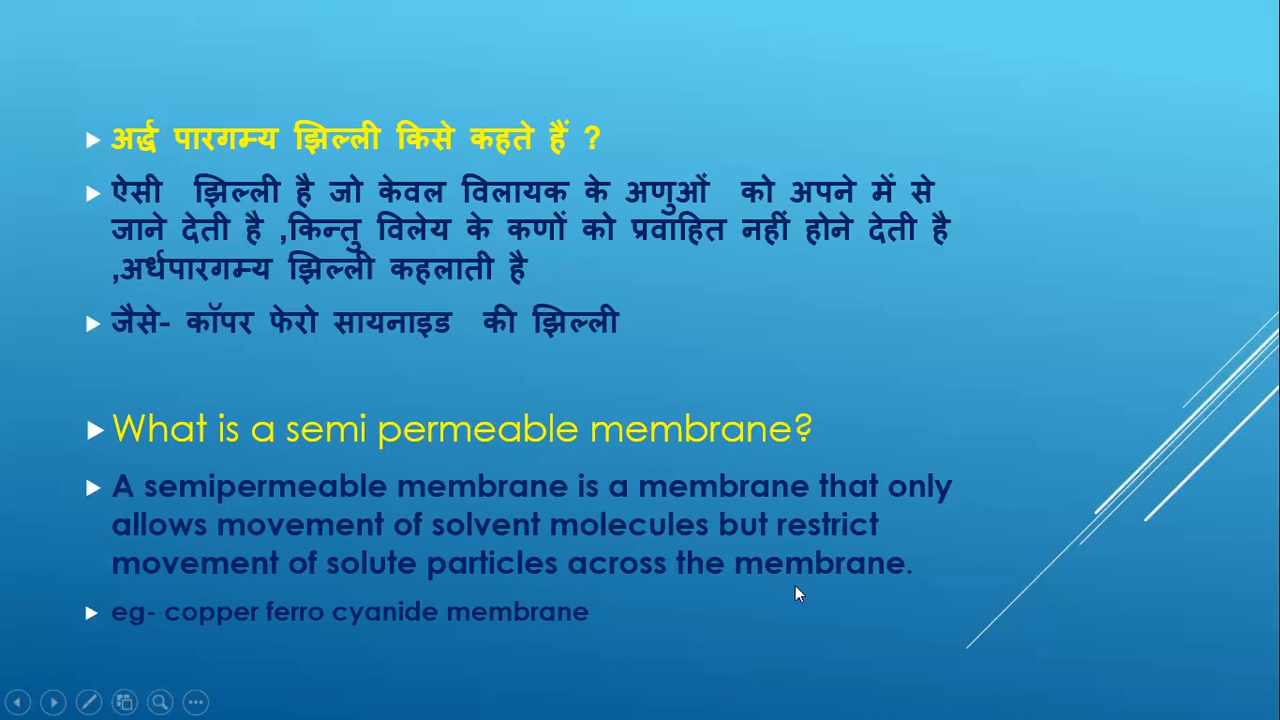 अर्द्ध पारगम्य झिल्ली किसे कहते हैं ?
ऐसी झिल्ली है जो केवल विलायक के अणुओं को अपने में से
जाने देती है ,किन्तु विलेय के कणों को प्रवाहित नहीं होने देती है
,अर्धपारगम्य झिल्ली कहलाती है
जैसे- कॉपर फेरो सायनाइड की झिल्ली
What is a semi permeable membrane?
A semipermeable membrane is a membrane that only
allows movement of solvent molecules but restrict
movement of solute particles across the membrane.
eg- copper ferro cyanide membrane